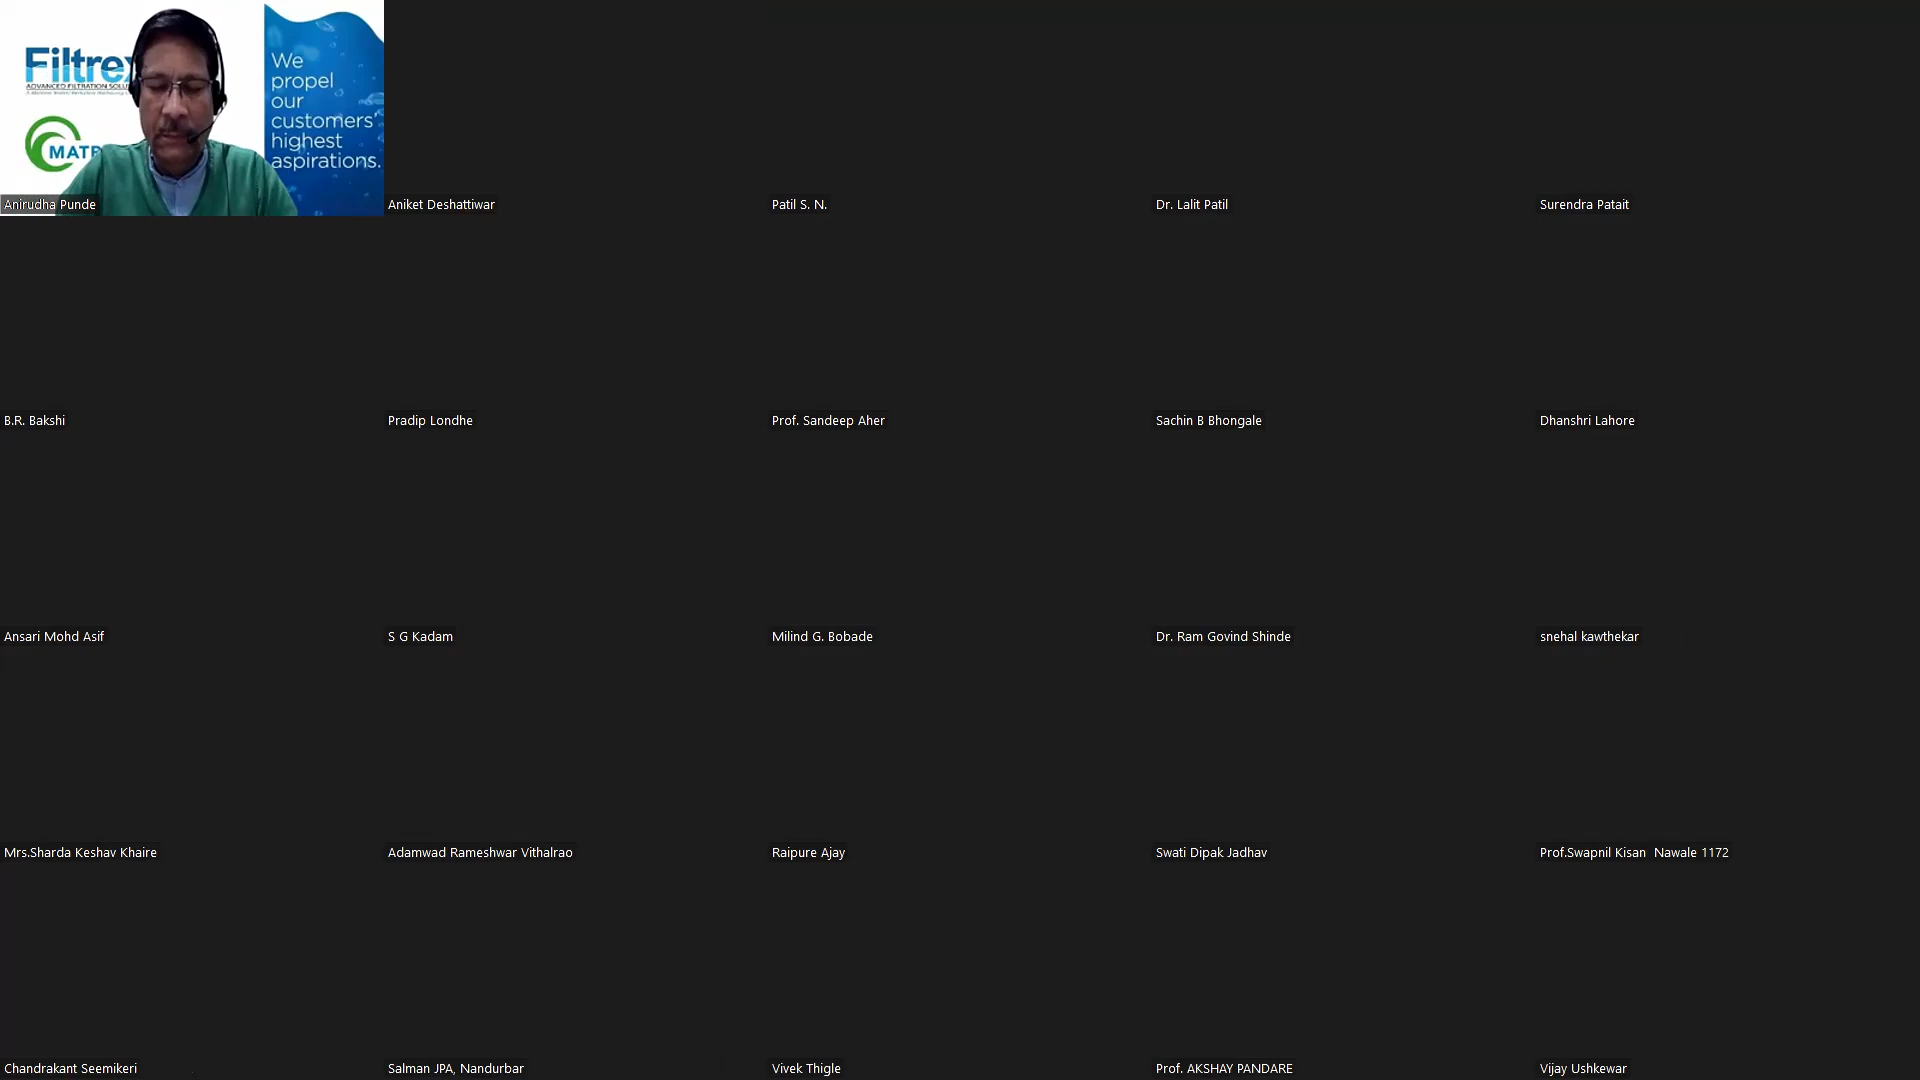 Filtrex
ADVANCED FILTRATION SOLU
MATR
We
propel
our
customers'
highest
aspirations.
Anirudha Punde
Aniket Deshattiwar
Patil S. N.
Dr. Lalit Patil
Surendra Patait
B.R. Bakshi
Pradip Londhe
Prof. Sandeep Aher
Sachin B Bhongale
Dhanshri Lahore
Ansari Mohd Asif
S G Kadam
Milind G. Bobade
Dr. Ram Govind Shinde
snehal kawthekar
Mrs.Sharda Keshav Khaire
Adamwad Rameshwar Vithalrao
Raipure Ajay
Swati Dipak Jadhav
Prof.Swapnil Kisan  Nawale 1172
Chandrakant Seemikeri
Salman JPA, Nandurbar
Vivek Thigle
Prof. AKSHAY PANDARE
Vijay Ushkewar